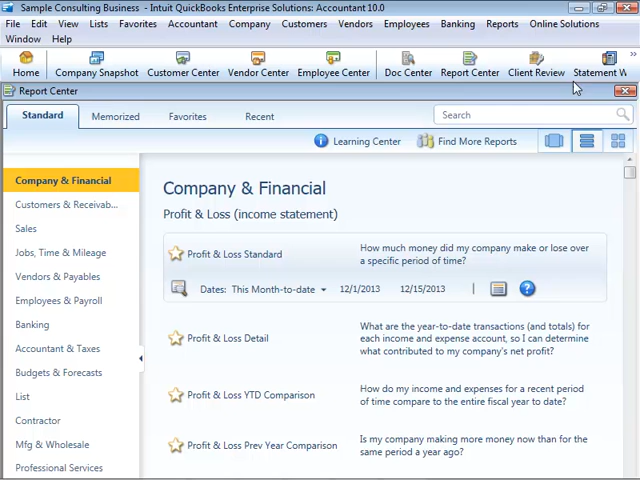 Sample Consulting Business - Intuit QuickBooks Enterprise Solutions: Accountant 10.0
File Edit View Lists Favorites Accountant Company Customers Vendors Employees Banking Reports Online Solutions
Window Help
Home Company Snapshot Customer Center Vendor Center Employee Center Doc Center Report Center Client Review Statement W
Report Center
Standard Memorized Favorites Recent
Search
Learning Center Find More Reports
Company & Financial
Customers & Receivab...
Sales
Jobs, Time & Mileage
Vendors & Payables
Employees & Payroll
Banking
Accountant & Taxes
Budgets & Forecasts
List
Contractor
Mfg & Wholesale
Professional Services
Company & Financial
Profit & Loss (income statement)
Profit & Loss Standard
How much money did my company make or lose over
a specific period of time?
Dates: This Month-to-date 12/1/2013 12/15/2013
Profit & Loss Detail
What are the year-to-date transactions (and totals) for
each income and expense account, so I can determine
what contributed to my company's net profit?
Profit & Loss YTD Comparison
How do my income and expenses for a recent period
of time compare to the entire fiscal year to date?
Profit & Loss Prev Year Comparison
Is my company making more money now than for the
same period a year ago?